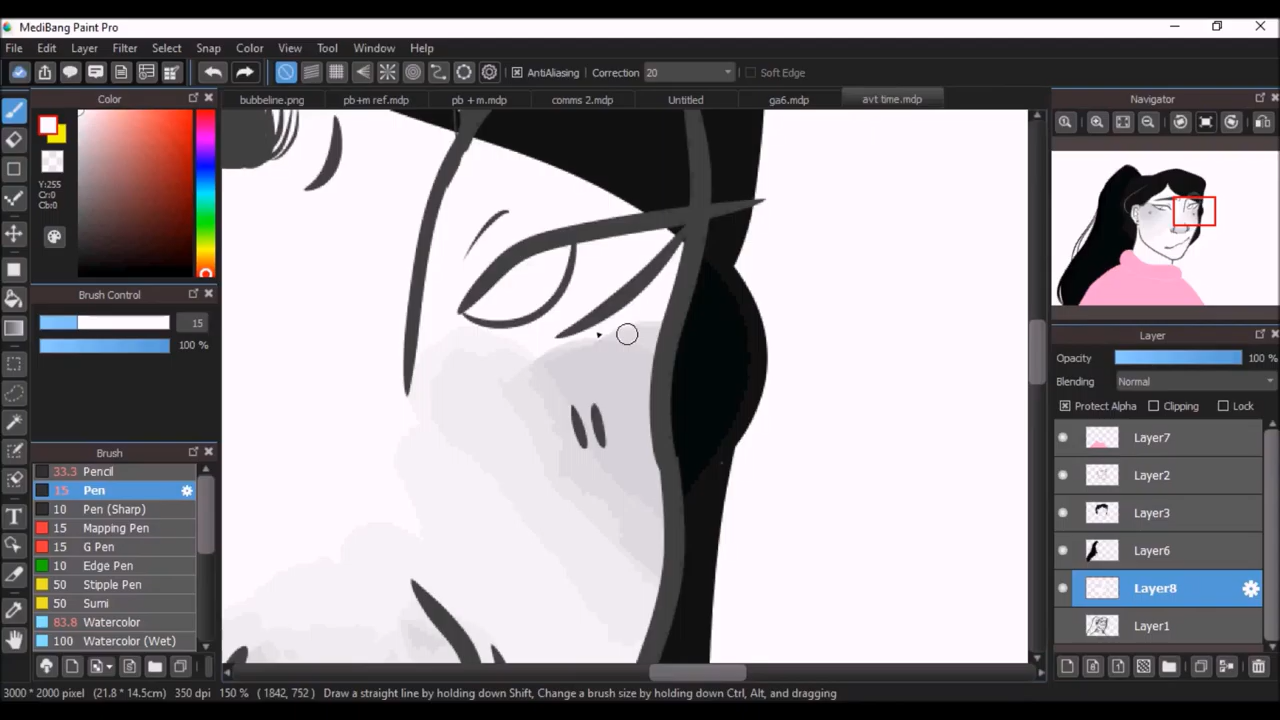 MediBang Paint Pro
File Edit Layer Filter Select Snap Color View Tool Window Help
AntiAliasing Correction 20 Soft Edge
Color
bubbeline.png pb+m ref.mdp pb + m.mdp comms 2.mdp Untitled ga6.mdp avt time.mdp
Navigator
Y:255
Cr:0
Cb:0
Brush Control
15
100 %
Layer
Opacity 100 %
Blending Normal
Protect Alpha Clipping Lock
Layer7
Layer2
Layer3
Layer6
Layer8
Layer1
Brush
33.3 Pencil
15 Pen
10 Pen (Sharp)
15 Mapping Pen
15 G Pen
10 Edge Pen
50 Stipple Pen
50 Sumi
83.8 Watercolor
100 Watercolor (Wet)
3000 * 2000 pixel (21.8 * 14.5cm) 350 dpi 150 % ( 1842, 752 ) Draw a straight line by holding down Shift, Change a brush size by holding down Ctrl, Alt, and dragging